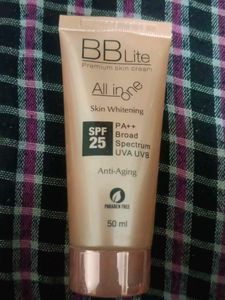 BB Lite
Premium skin cream
All in one
Skin Whitening
SPF
25
PA++
Broad
Spectrum
UVA UVB
Anti-Aging
PARABEN FREE
50 ml